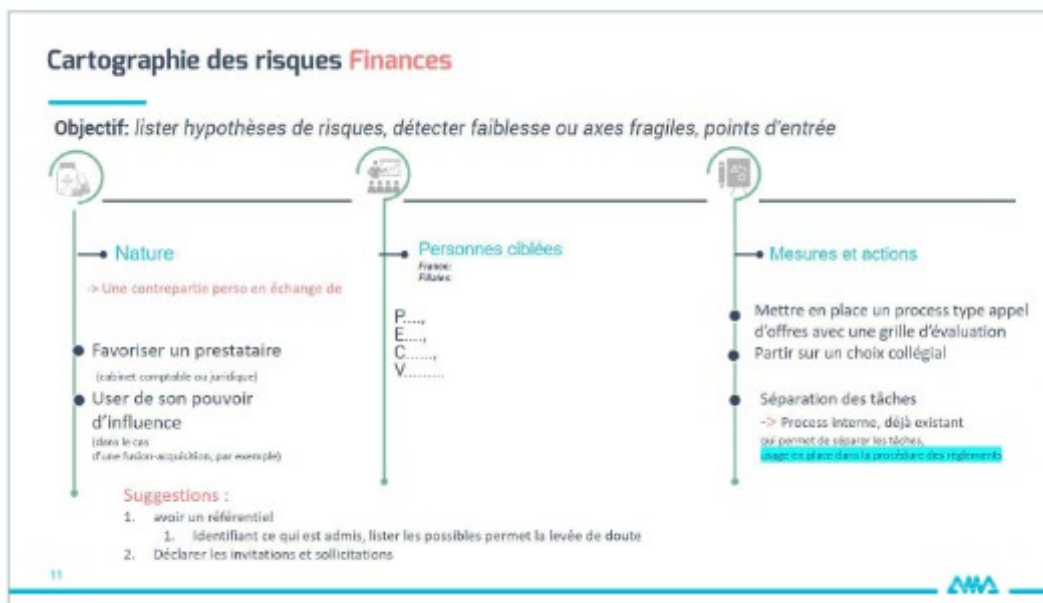 Cartographie des risques Finances
Objectif: lister hypothèses de risques, détecter faiblesse ou axes fragiles, points d'entrée
Nature
-> Une contrepartie perso en échange de
Favoriser un prestataire
(cabinet comptable ou juridique)
User de son pouvoir
d'influence
(dans le cas
d'une fusion-acquisition, par exemple)
Personnes ciblées
France:
Filiales:
P....,
E....,
C......,
V.........
Mesures et actions
Mettre en place un process type appel
d'offres avec une grille d'évaluation
Partir sur un choix collégial
Séparation des tâches
-> Process interne, déjà existant
qui permet de séparer les tâches,
usage en place dans la procédure des règlements
Suggestions :
1. avoir un référentiel
1. Identifiant ce qui est admis, lister les possibles permet la levée de doute
2. Déclarer les invitations et sollicitations
11
AMA